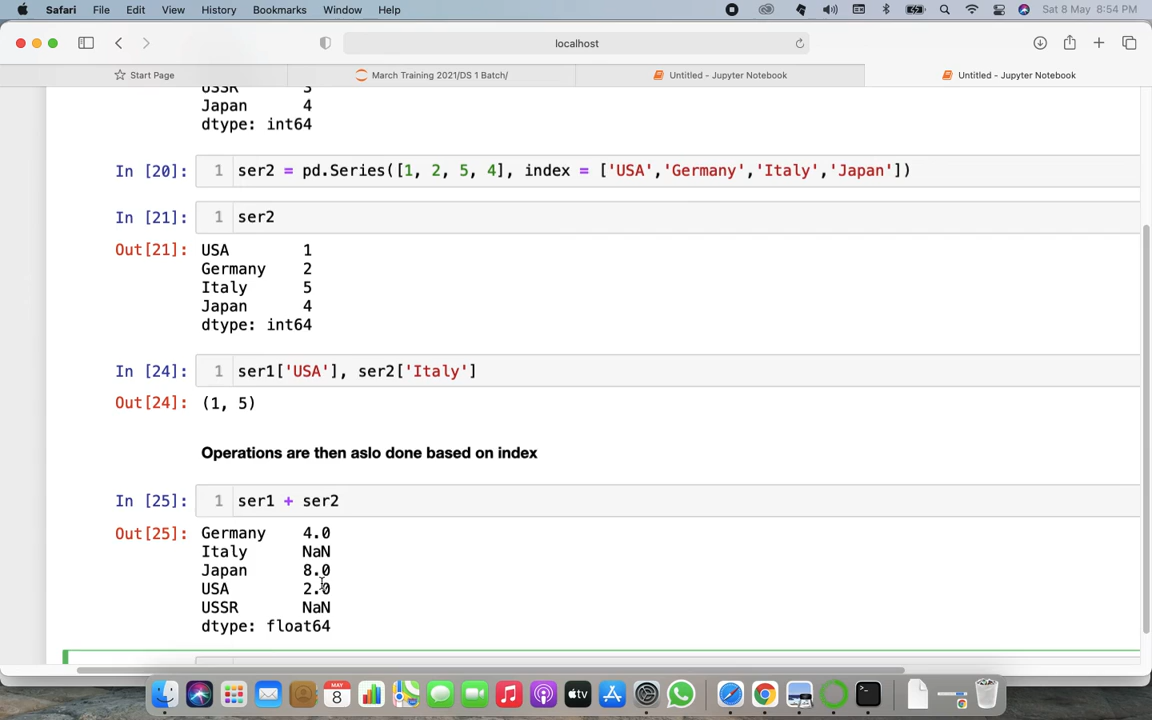 Safari File Edit View History Bookmarks Window Help Sat 8 May 8:54 PM
localhost
Start Page March Training 2021/DS 1 Batch/ Untitled - Jupyter Notebook Untitled - Jupyter Notebook
USSR 3
Japan 4
dtype: int64
In [20]: 1 ser2 = pd.Series([1, 2, 5, 4], index = ['USA','Germany','Italy','Japan'])
In [21]: 1 ser2
Out[21]: USA 1
Germany 2
Italy 5
Japan 4
dtype: int64
In [24]: 1 ser1['USA'], ser2['Italy']
Out[24]: (1, 5)
Operations are then aslo done based on index
In [25]: 1 ser1 + ser2
Out[25]: Germany 4.0
Italy NaN
Japan 8.0
USA 2.0
USSR NaN
dtype: float64
MAY
8
tv